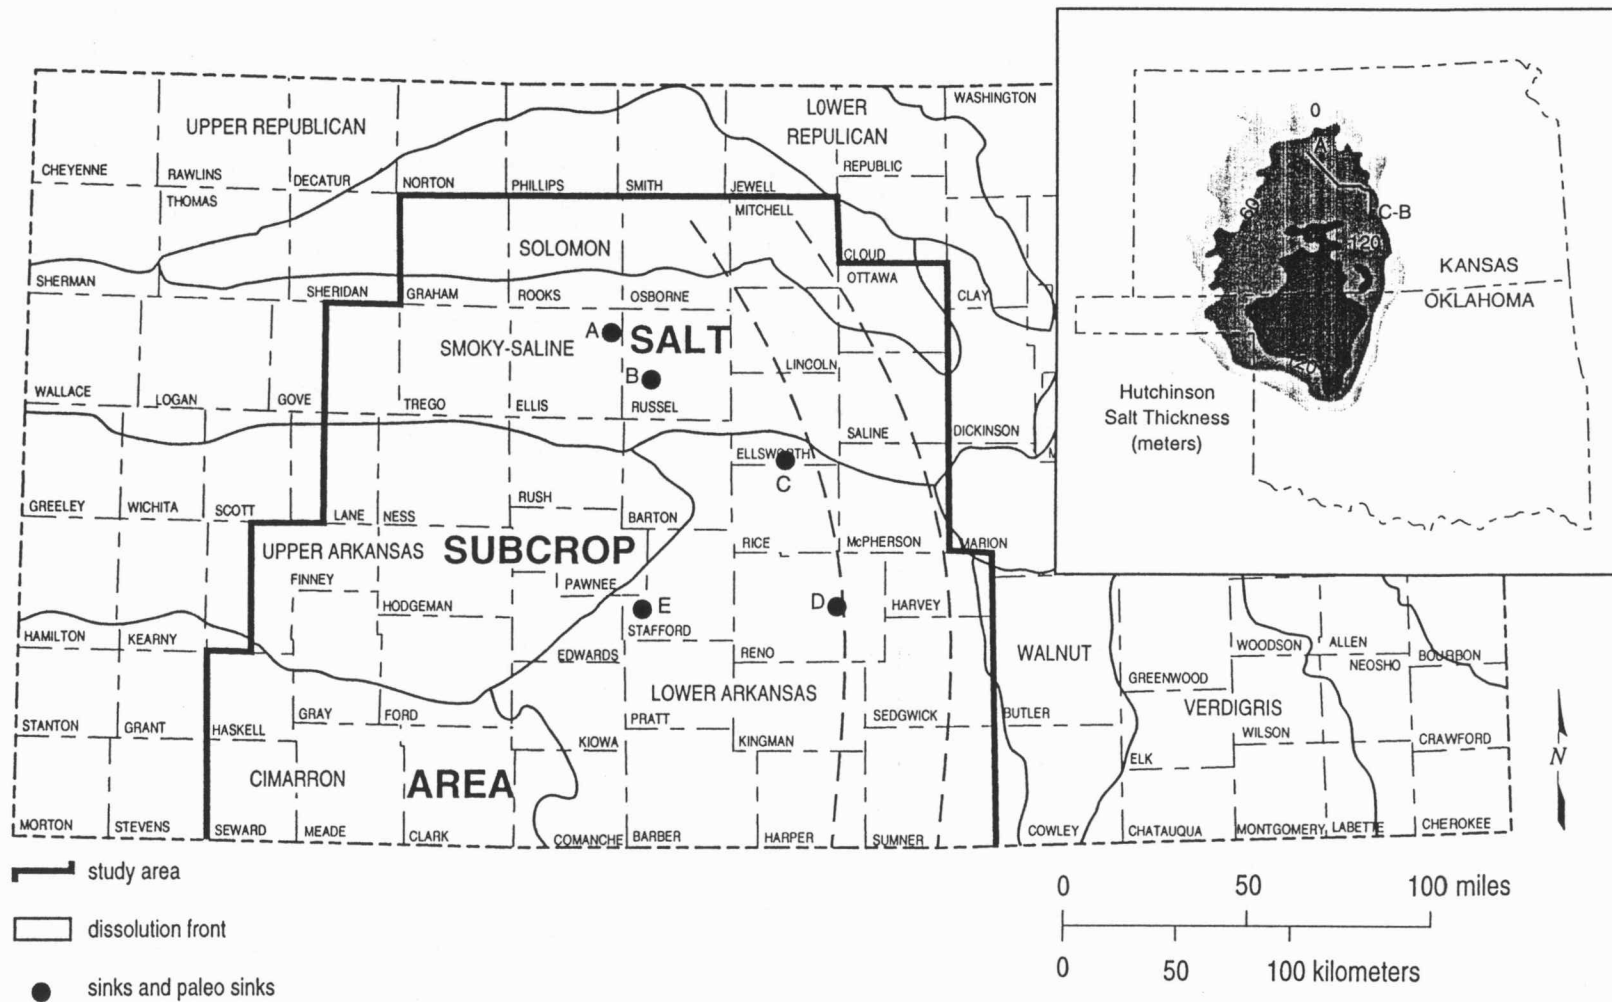 WASHINGTON
LOWER
REPULICAN
UPPER REPUBLICAN
REPUBLIC
CHEYENNE
RAWLINS
DECATUR
NORTON
PHILLIPS
SMITH
JEWELL
THOMAS
MITCHELL
SOLOMON
CLOUD
SHERMAN
SHERIDAN
GRAHAM
ROOKS
OSBORNE
OTTAWA
CLAY
A
SALT
SMOKY-SALINE
LINCOLN
B
WALLACE
LOGAN
GOVE
TREGO
ELLIS
RUSSEL
SALINE
DICKINSON
ELLSWORTH
M
C
GREELEY
WICHITA
SCOTT
LANE
NESS
RUSH
BARTON
UPPER ARKANSAS
SUBCROP
RICE
McPHERSON
MARION
FINNEY
PAWNEE
HODGEMAN
E
D
HARVEY
HAMILTON
KEARNY
STAFFORD
EDWARDS
RENO
WALNUT
WOODSON
ALLEN
NEOSHO
BOURBON
GREENWOOD
LOWER ARKANSAS
VERDIGRIS
STANTON
GRANT
HASKELL
GRAY
FORD
PRATT
SEDGWICK
BUTLER
KIOWA
KINGMAN
WILSON
CRAWFORD
ELK
CIMARRON
AREA
MORTON
STEVENS
SEWARD
MEADE
CLARK
COMANCHE
BARBER
HARPER
SUMNER
COWLEY
CHATAUQUA
MONTGOMERY
LABETTE
CHEROKEE
N
0
A
60
C-B
120
KANSAS
OKLAHOMA
120
Hutchinson
Salt Thickness
(meters)
study area
dissolution front
sinks and paleo sinks
0 50 100 miles
0 50 100 kilometers